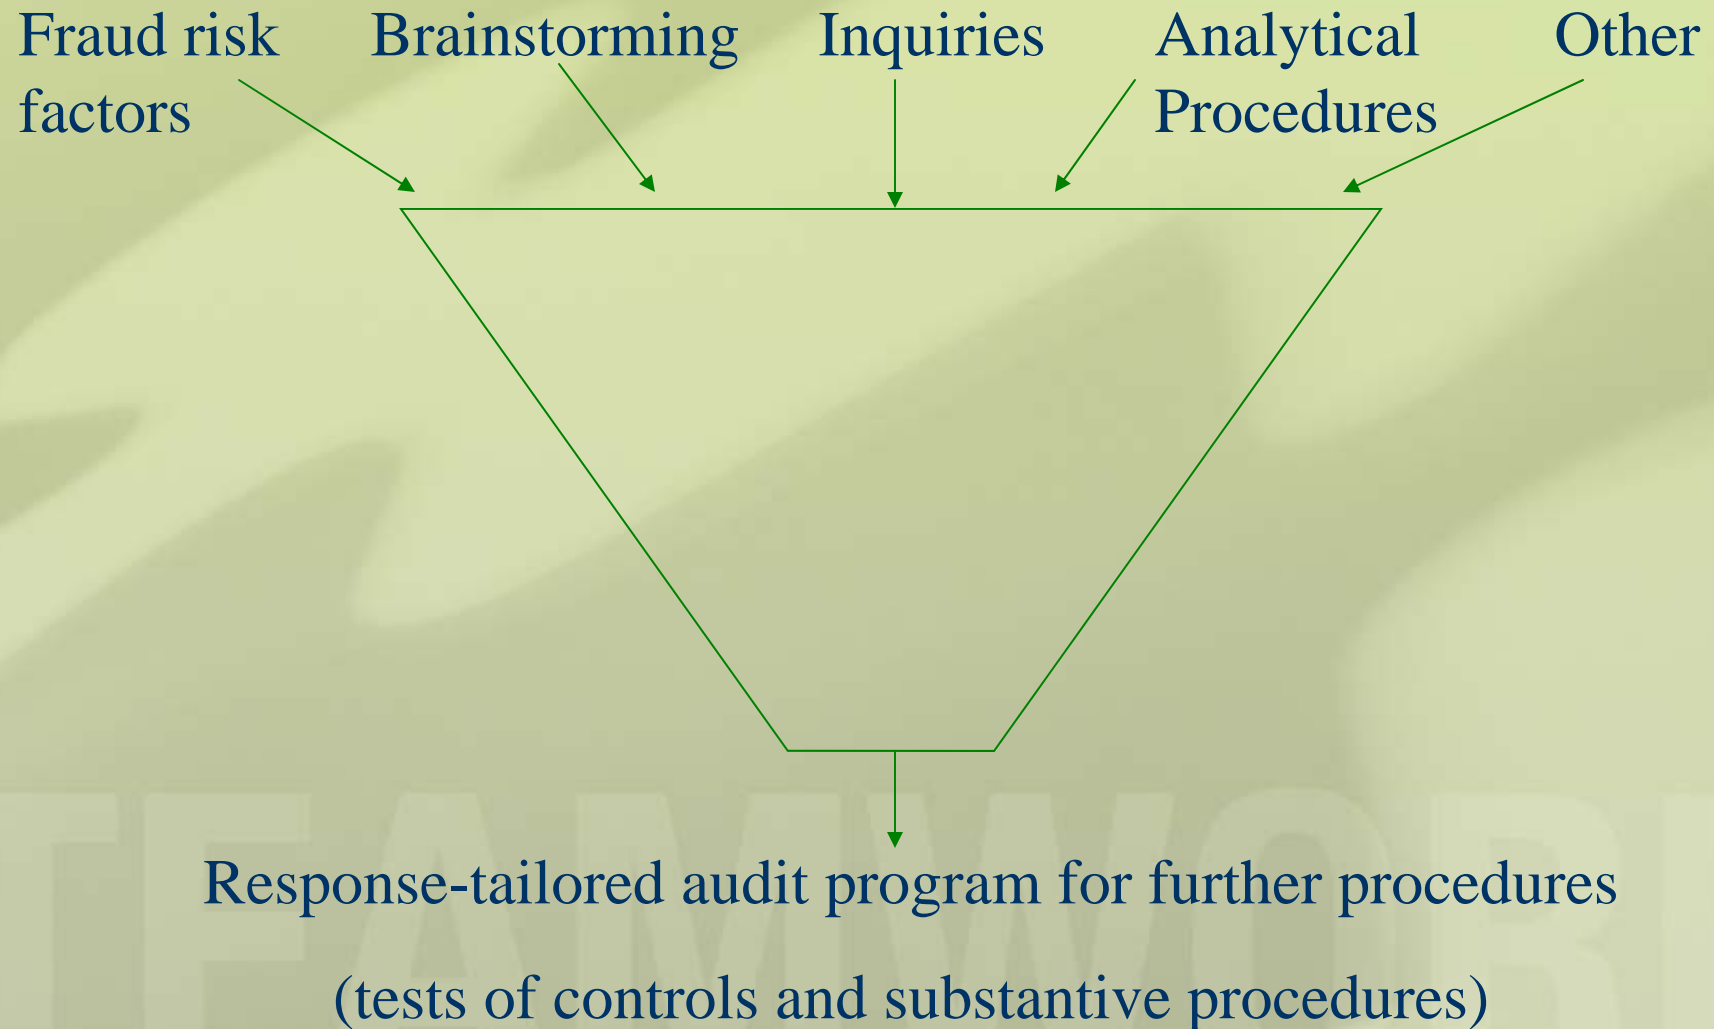 Fraud risk factors
Brainstorming
Inquiries
Analytical Procedures
Other
Response-tailored audit program for further procedures
(tests of controls and substantive procedures)
TEAMWOR